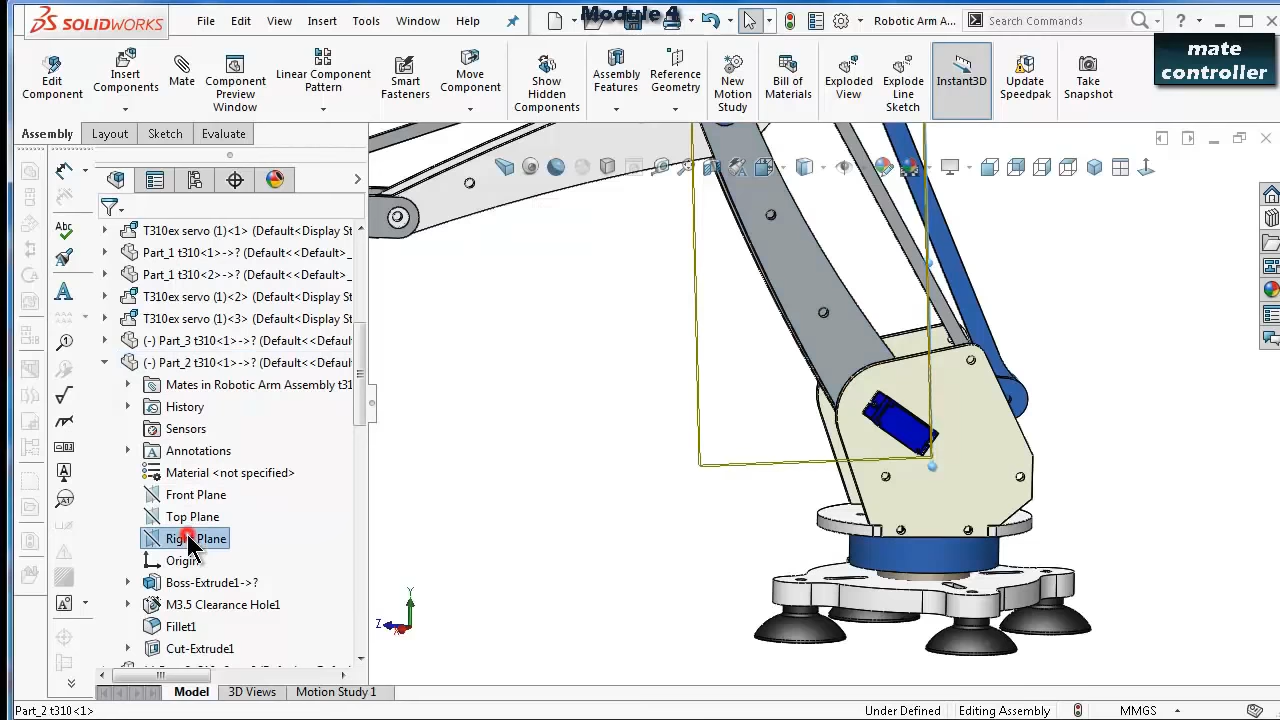 Module 4
SOLIDWORKS
File Edit View Insert Tools Window Help
Robotic Arm A...
Search Commands
mate
controller
Edit
Component
Insert
Components
Mate
Component
Preview
Window
Linear Component
Pattern
Smart
Fasteners
Move
Component
Show
Hidden
Components
Assembly
Features
Reference
Geometry
New
Motion
Study
Bill of
Materials
Exploded
View
Explode
Line
Sketch
Instant3D
Update
Speedpak
Take
Snapshot
Assembly Layout Sketch Evaluate
T310ex servo (1)<1> (Default<Display St
Part_1 t310<1>->? (Default<<Default>_
Part_1 t310<2>->? (Default<<Default>_
T310ex servo (1)<2> (Default<Display St
T310ex servo (1)<3> (Default<Display St
(-) Part_3 t310<1>->? (Default<<Defaul
(-) Part_2 t310<1>->? (Default<<Defaul
Mates in Robotic Arm Assembly t31
History
Sensors
Annotations
Material <not specified>
Front Plane
Top Plane
Right Plane
Origin
Boss-Extrude1->?
M3.5 Clearance Hole1
Fillet1
Cut-Extrude1
Y
Z
Model 3D Views Motion Study 1
Part_2 t310<1>
Under Defined Editing Assembly MMGS